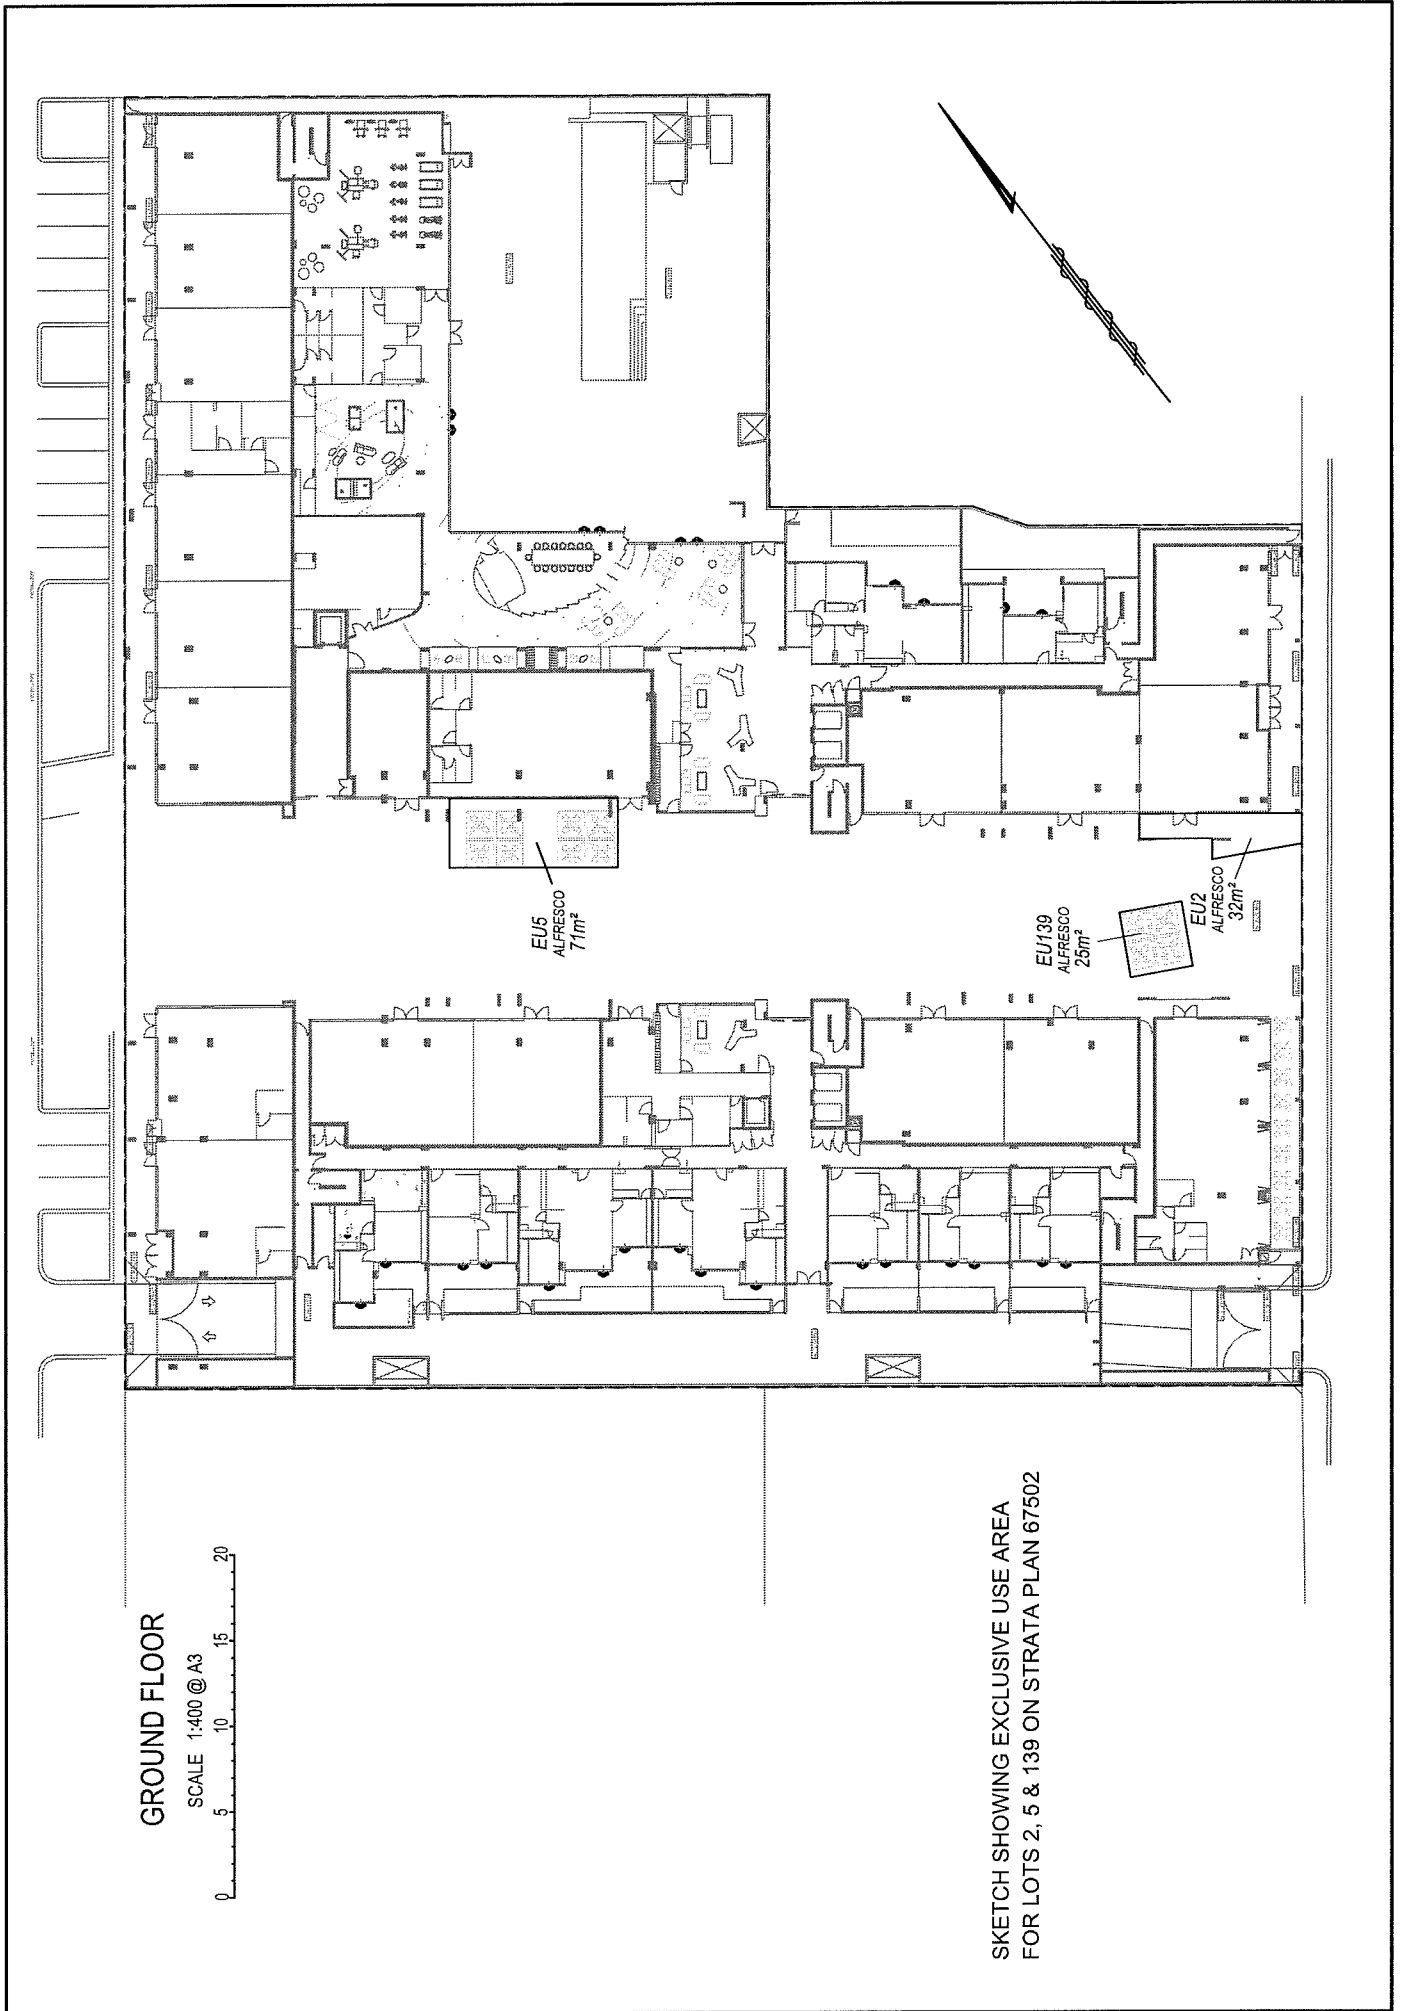 GROUND FLOOR
SCALE 1:400 @ A3
0 5 10 15 20
EU5
ALFRESCO
71m²
EU139
ALFRESCO
25m²
EU2
ALFRESCO
32m²
SKETCH SHOWING EXCLUSIVE USE AREA
FOR LOTS 2, 5 & 139 ON STRATA PLAN 67502